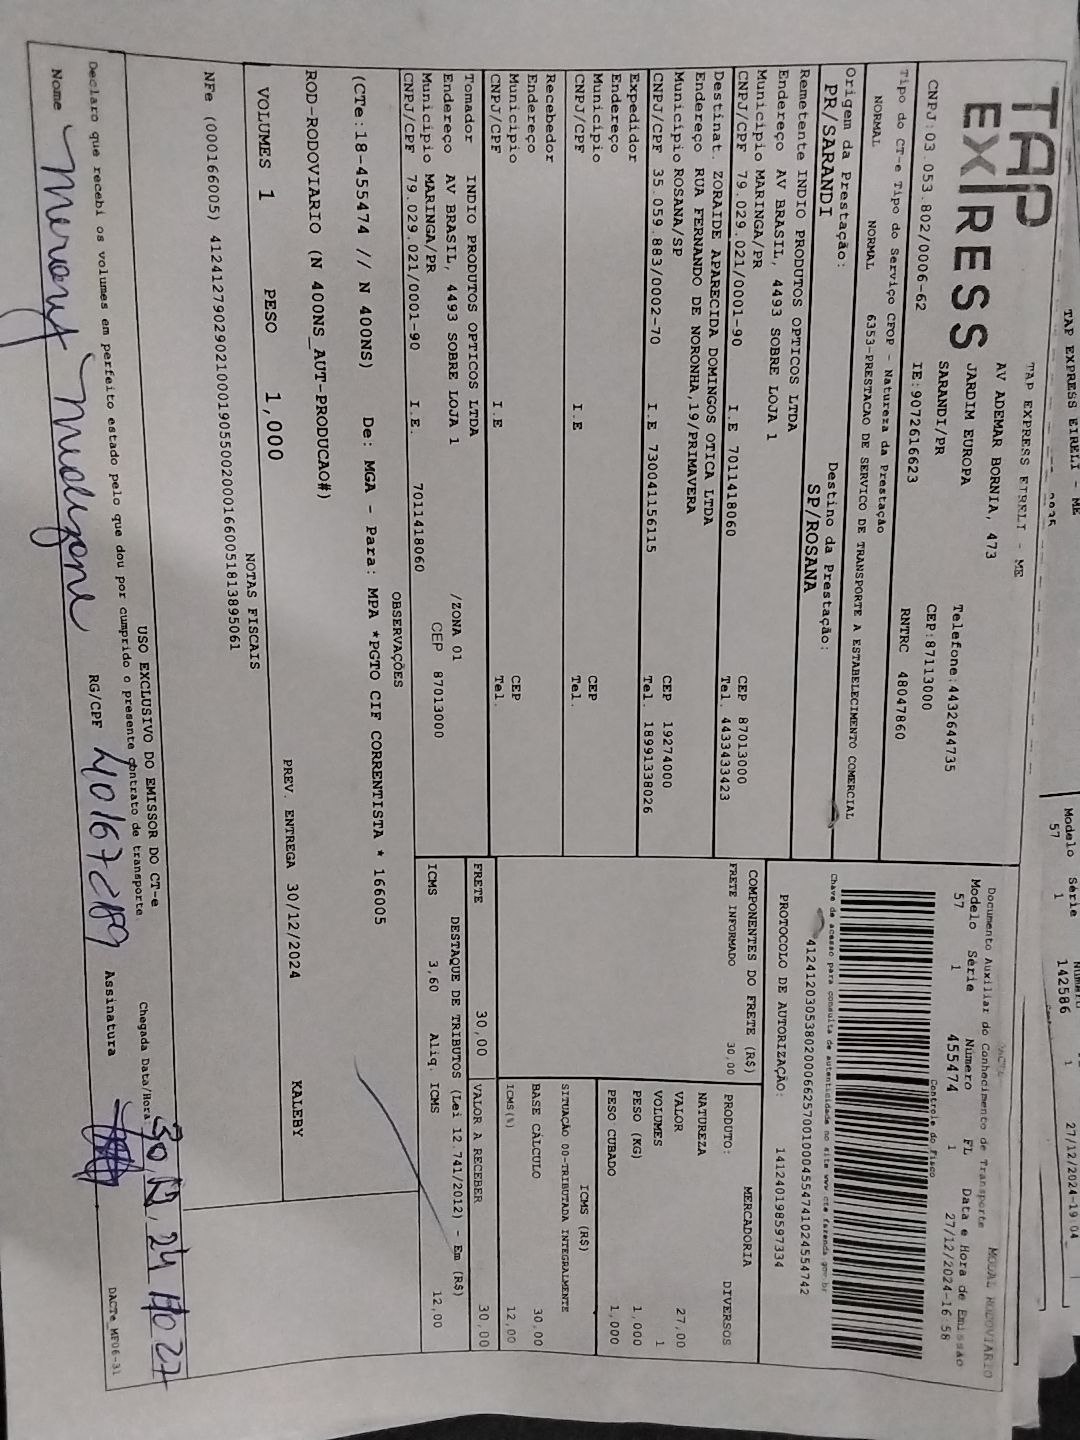 TAP EXPRESS EIRELI - ME
Modelo Série
57 1 142586 1 27/12/2024-19:04
TAP EXPRESS
TAP EXPRESS EIRELI - ME
AV ADEMAR BORNIA, 473
JARDIM EUROPA
SARANDI/PR
Telefone:4432644735
CEP:87113000
CNPJ:03.053.802/0006-62 IE:9072616623 RNTRC 48047860
Documento Auxiliar do Conhecimento de Transporte MODAL RODOVIARIO
Modelo Série Número FL Data e Hora de Emissão
57 1 455474 1 27/12/2024-16:58
Controle do Fisco
Chave de acesso para consulta de autenticidade no site www.cte.fazenda.gov.br
41241203053802000662570010004554741024554742
PROTOCOLO DE AUTORIZAÇÃO: 141240198597334
Tipo do CT-e Tipo do Serviço CFOP - Natureza da Prestação
NORMAL NORMAL 6353-PRESTACAO DE SERVICO DE TRANSPORTE A ESTABELECIMENTO COMERCIAL
Origem da Prestação: Destino da Prestação:
PR/SARANDI SP/ROSANA
Remetente INDIO PRODUTOS OPTICOS LTDA
Endereço AV BRASIL, 4493 SOBRE LOJA 1
Município MARINGA/PR CEP 87013000
CNPJ/CPF 79.029.021/0001-90 I.E 7011418060 Tel. 4433433423
Destinat. ZORAIDE APARECIDA DOMINGOS OTICA LTDA
Endereço RUA FERNANDO DE NORONHA,19/PRIMAVERA
Município ROSANA/SP CEP 19274000
CNPJ/CPF 35.059.883/0002-70 I.E 730041156115 Tel. 18991338026
Expedidor
Endereço
Município CEP
CNPJ/CPF I.E Tel.
Recebedor
Endereço
Município CEP
CNPJ/CPF I.E Tel.
Tomador INDIO PRODUTOS OPTICOS LTDA
Endereço AV BRASIL, 4493 SOBRE LOJA 1 /ZONA 01
Município MARINGA/PR CEP 87013000
CNPJ/CPF 79.029.021/0001-90 I.E. 7011418060
COMPONENTES DO FRETE (R$)
FRETE INFORMADO 30,00
MERCADORIA
PRODUTO: DIVERSOS
NATUREZA
VALOR 27,00
VOLUMES 1
PESO (KG) 1,000
PESO CUBADO 1,000
ICMS (R$)
SITUAÇÃO 00-TRIBUTADA INTEGRALMENTE
BASE CÁLCULO 30,00
ICMS(%) 12,00
FRETE 30,00 VALOR A RECEBER 30,00
DESTAQUE DE TRIBUTOS (Lei 12.741/2012) - Em (R$)
ICMS 3,60 Aliq. ICMS 12,00
OBSERVAÇÕES
(CTe:18-455474 // N 400NS) De: MGA - Para: MPA *PGTO CIF CORRENTISTA * 166005
ROD-RODOVIARIO (N 400NS_AUT-PRODUCAO#)
PREV. ENTREGA 30/12/2024 KALEBY
VOLUMES 1 PESO 1,000
NOTAS FISCAIS
NFe (000166005) 41241279029021000190550020001660051813895061
USO EXCLUSIVO DO EMISSOR DO CT-e
Declaro que recebi os volumes em perfeito estado pelo que dou por cumprido o presente contrato de transporte.
Chegada Data/Hora 30,12,24
Nome RG/CPF Assinatura
DACTe_MF06-31